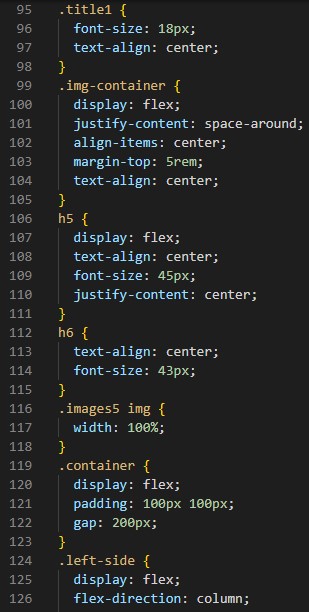 95 .title1 {
96 font-size: 18px;
97 text-align: center;
98 }
99 .img-container {
100 display: flex;
101 justify-content: space-around;
102 align-items: center;
103 margin-top: 5rem;
104 text-align: center;
105 }
106 h5 {
107 display: flex;
108 text-align: center;
109 font-size: 45px;
110 justify-content: center;
111 }
112 h6 {
113 text-align: center;
114 font-size: 43px;
115 }
116 .images5 img {
117 width: 100%;
118 }
119 .container {
120 display: flex;
121 padding: 100px 100px;
122 gap: 200px;
123 }
124 .left-side {
125 display: flex;
126 flex-direction: column;